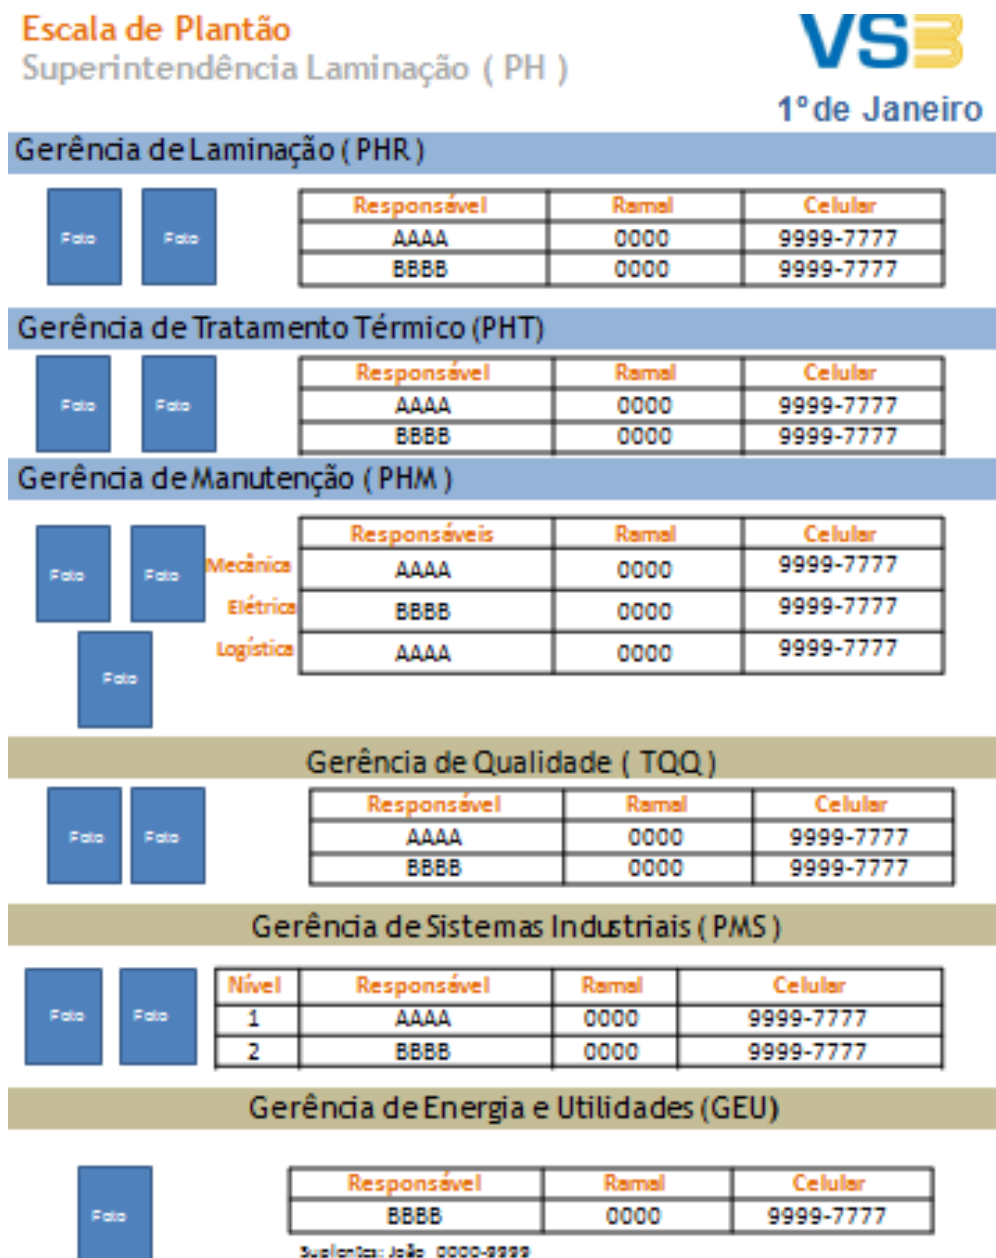 Escala de Plantão
Superintendência Laminação ( PH )
VSB
1º de Janeiro
Gerência de Laminação ( PHR )
Foto Foto
Responsável Ramal Celular
AAAA 0000 9999-7777
BBBB 0000 9999-7777
Gerência de Tratamento Térmico (PHT)
Foto Foto
Responsável Ramal Celular
AAAA 0000 9999-7777
BBBB 0000 9999-7777
Gerência de Manutenção ( PHM )
Foto Foto
Foto
Responsáveis Ramal Celular
Mecânica AAAA 0000 9999-7777
Elétrica BBBB 0000 9999-7777
Logística AAAA 0000 9999-7777
Gerência de Qualidade ( TQQ )
Foto Foto
Responsável Ramal Celular
AAAA 0000 9999-7777
BBBB 0000 9999-7777
Gerência de Sistemas Industriais ( PMS )
Foto Foto
Nível Responsável Ramal Celular
1 AAAA 0000 9999-7777
2 BBBB 0000 9999-7777
Gerência de Energia e Utilidades (GEU)
Foto
Responsável Ramal Celular
BBBB 0000 9999-7777
Suplentes: João 0000-9999